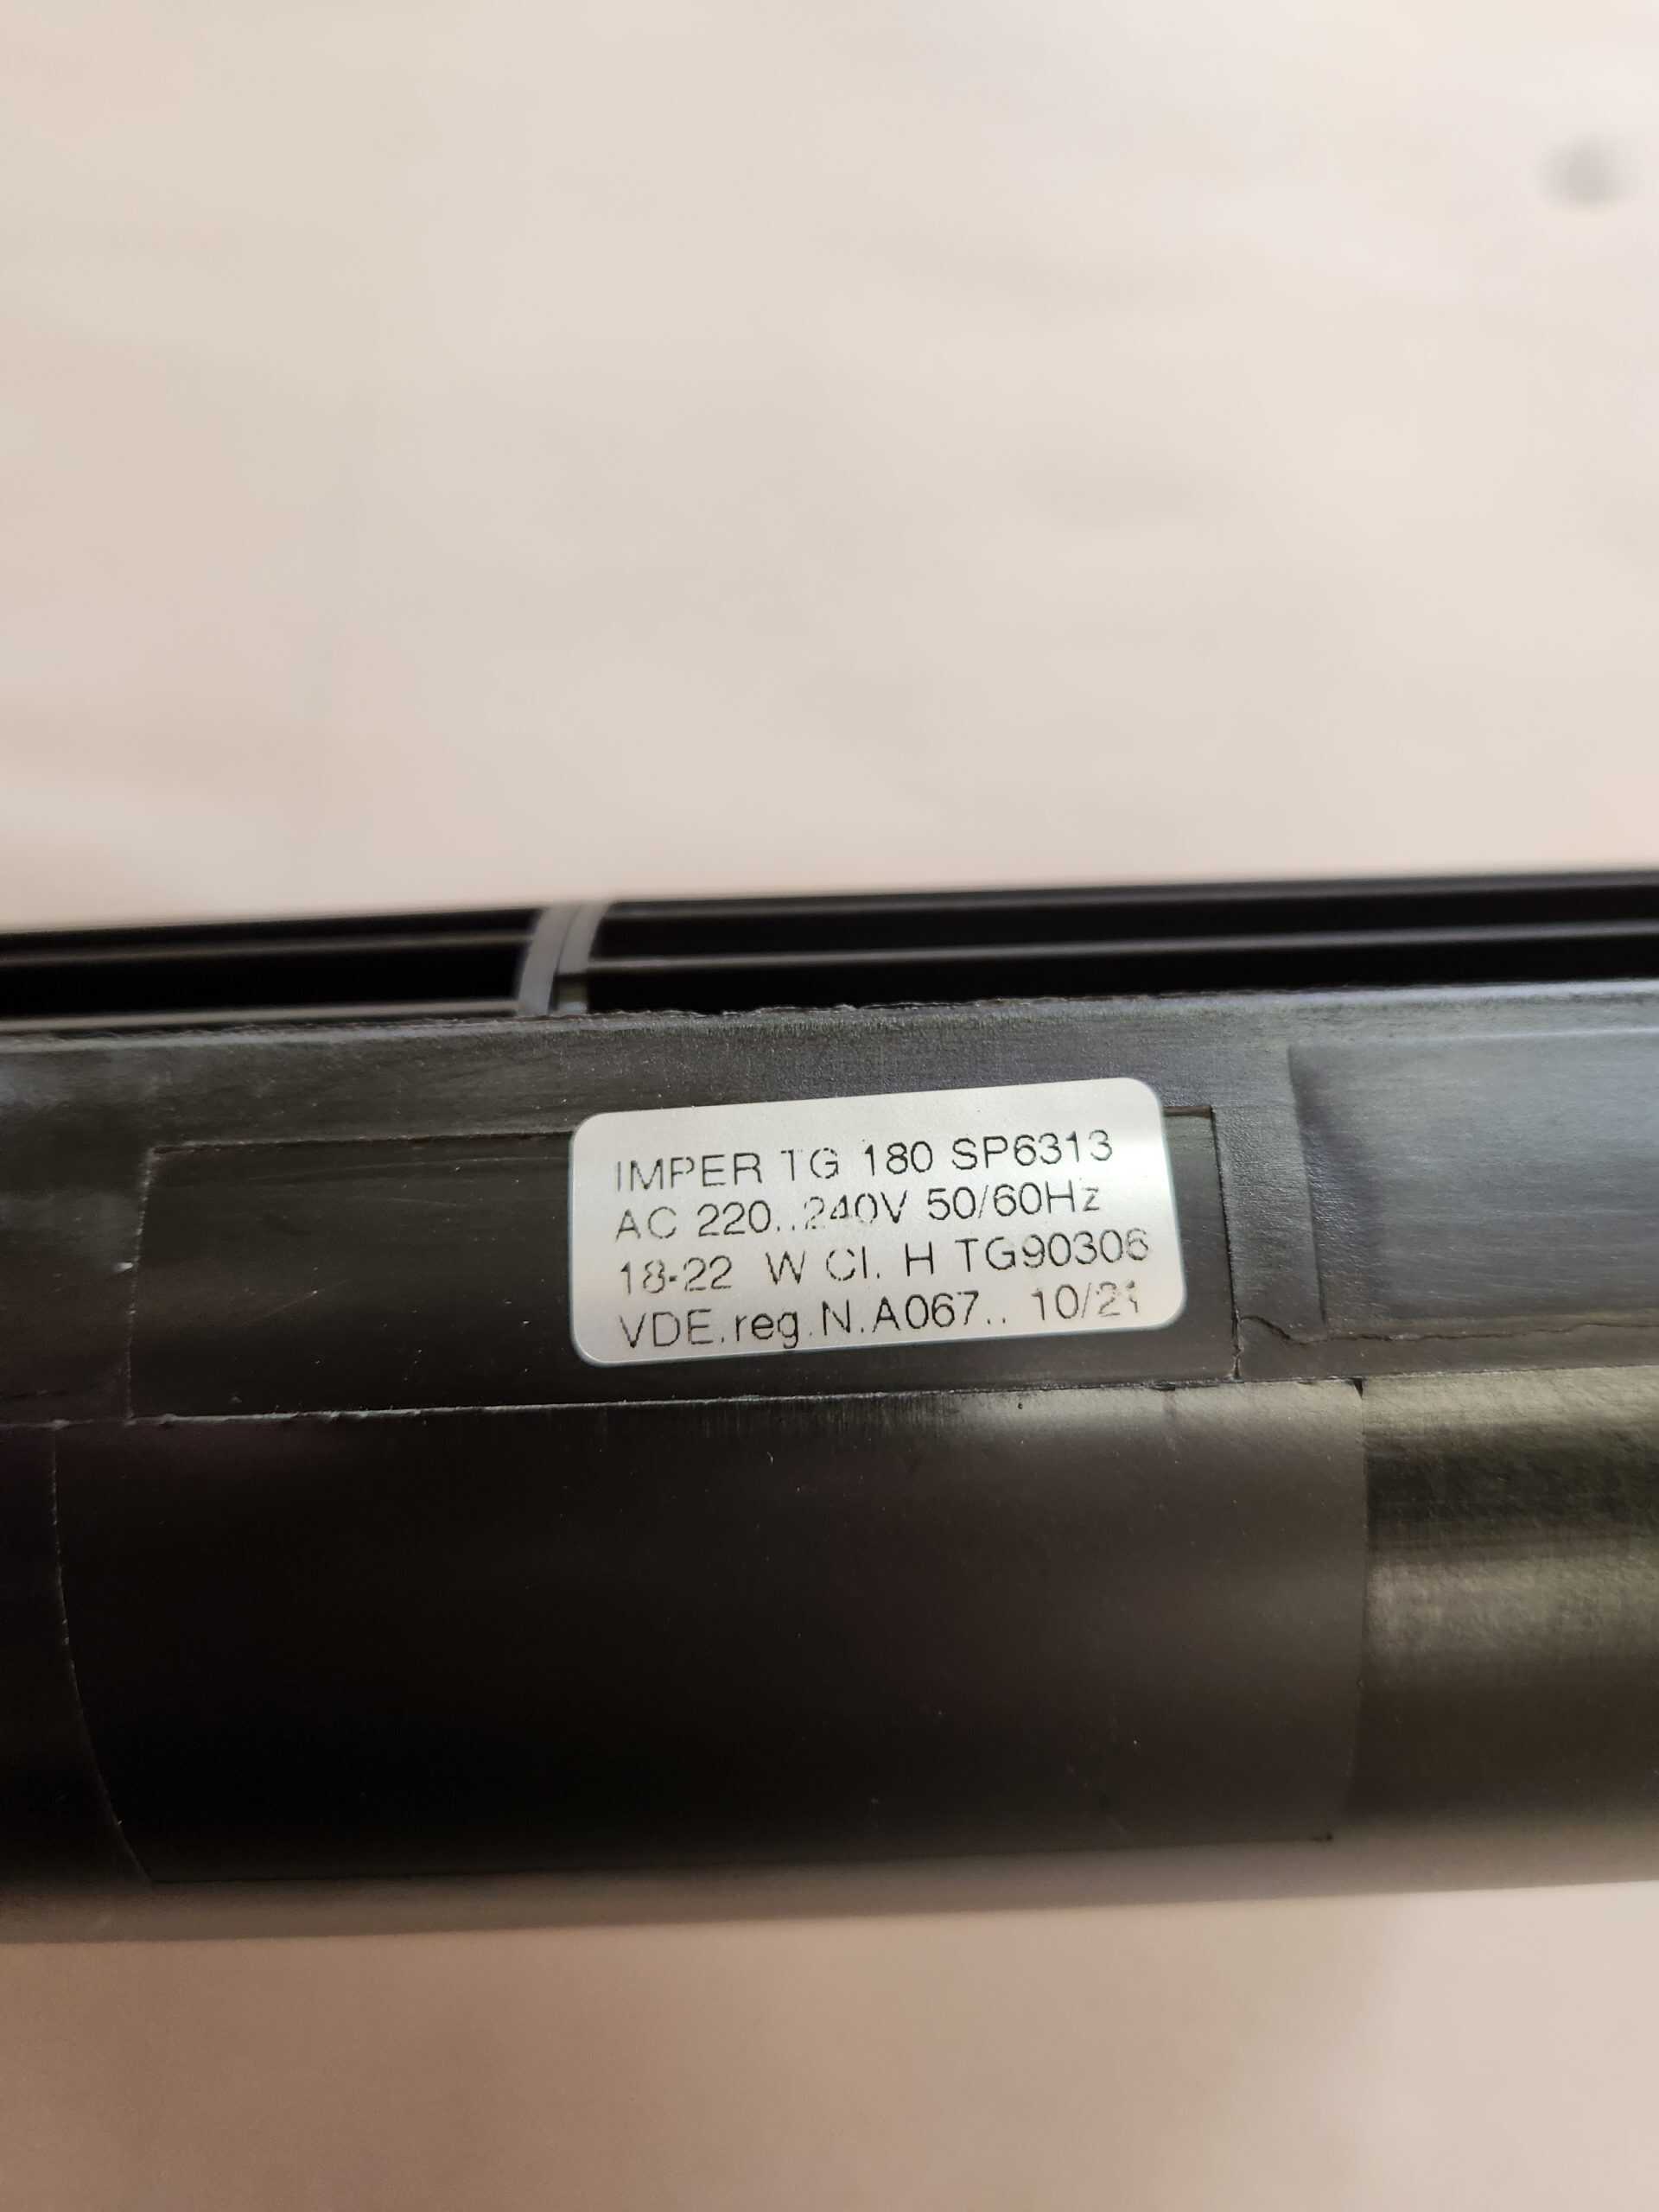 IMPER TG 180 SP6313
AC 220..240V 50/60Hz
18-22 W Cl. H TG90306
VDE.reg.N.A067.. 10/21